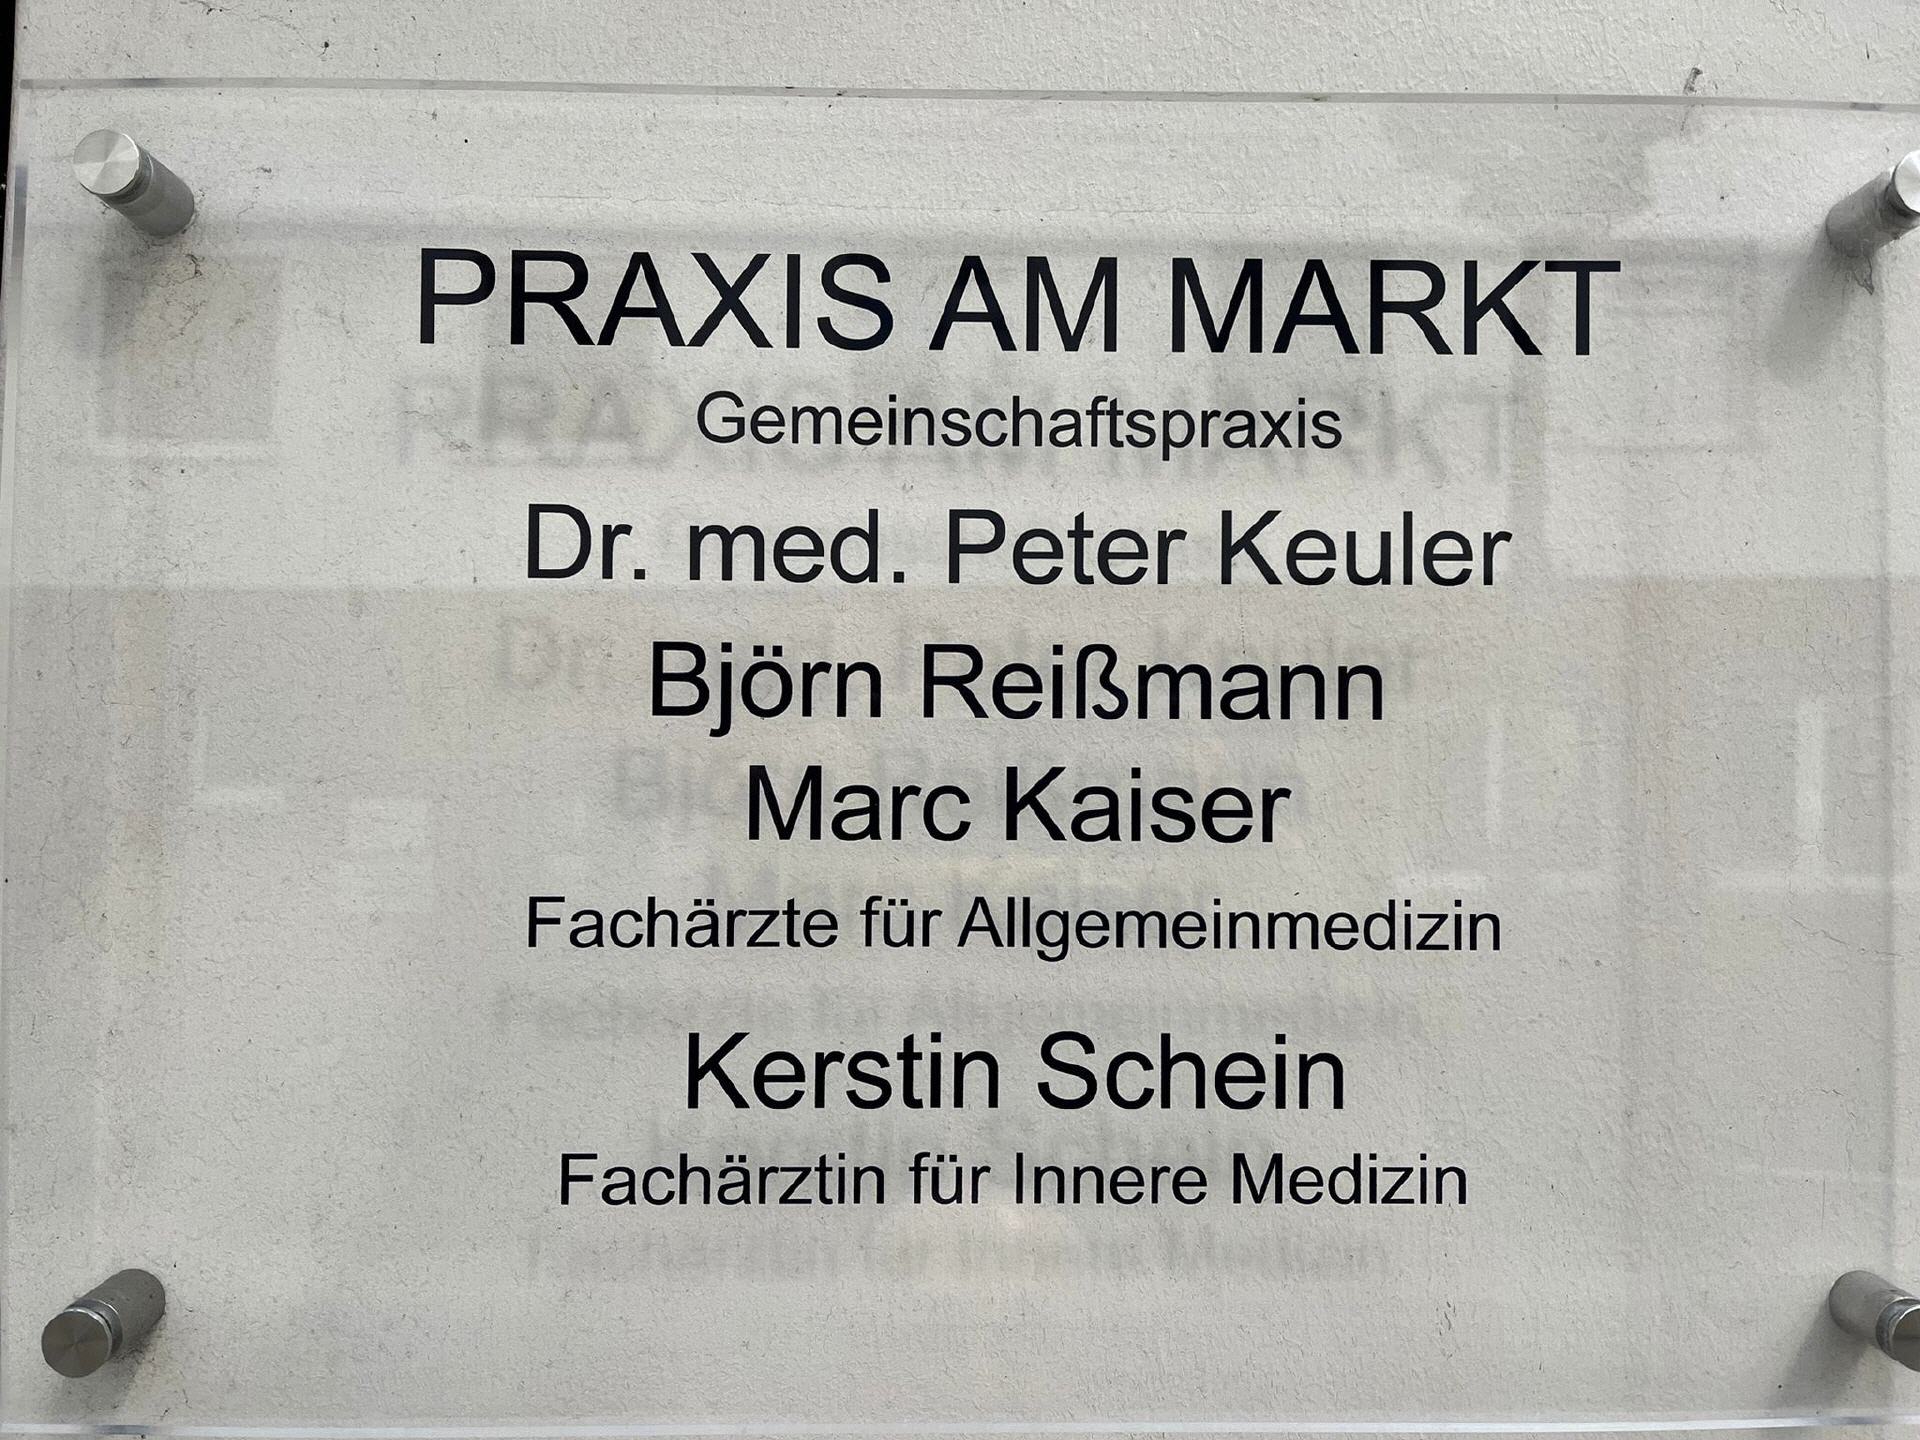 PRAXIS AM MARKT
Gemeinschaftspraxis
Dr. med. Peter Keuler
Björn Reißmann
Marc Kaiser
Fachärzte für Allgemeinmedizin
Kerstin Schein
Fachärztin für Innere Medizin